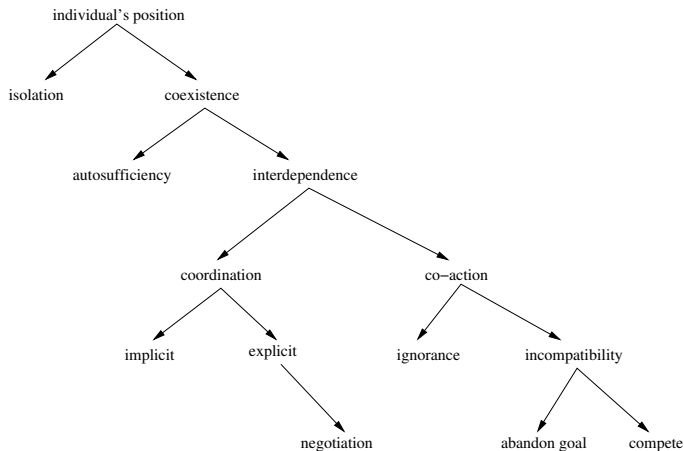 individual's position
isolation
coexistence
autosufficiency
interdependence
coordination
co−action
implicit
explicit
ignorance
incompatibility
negotiation
abandon goal
compete